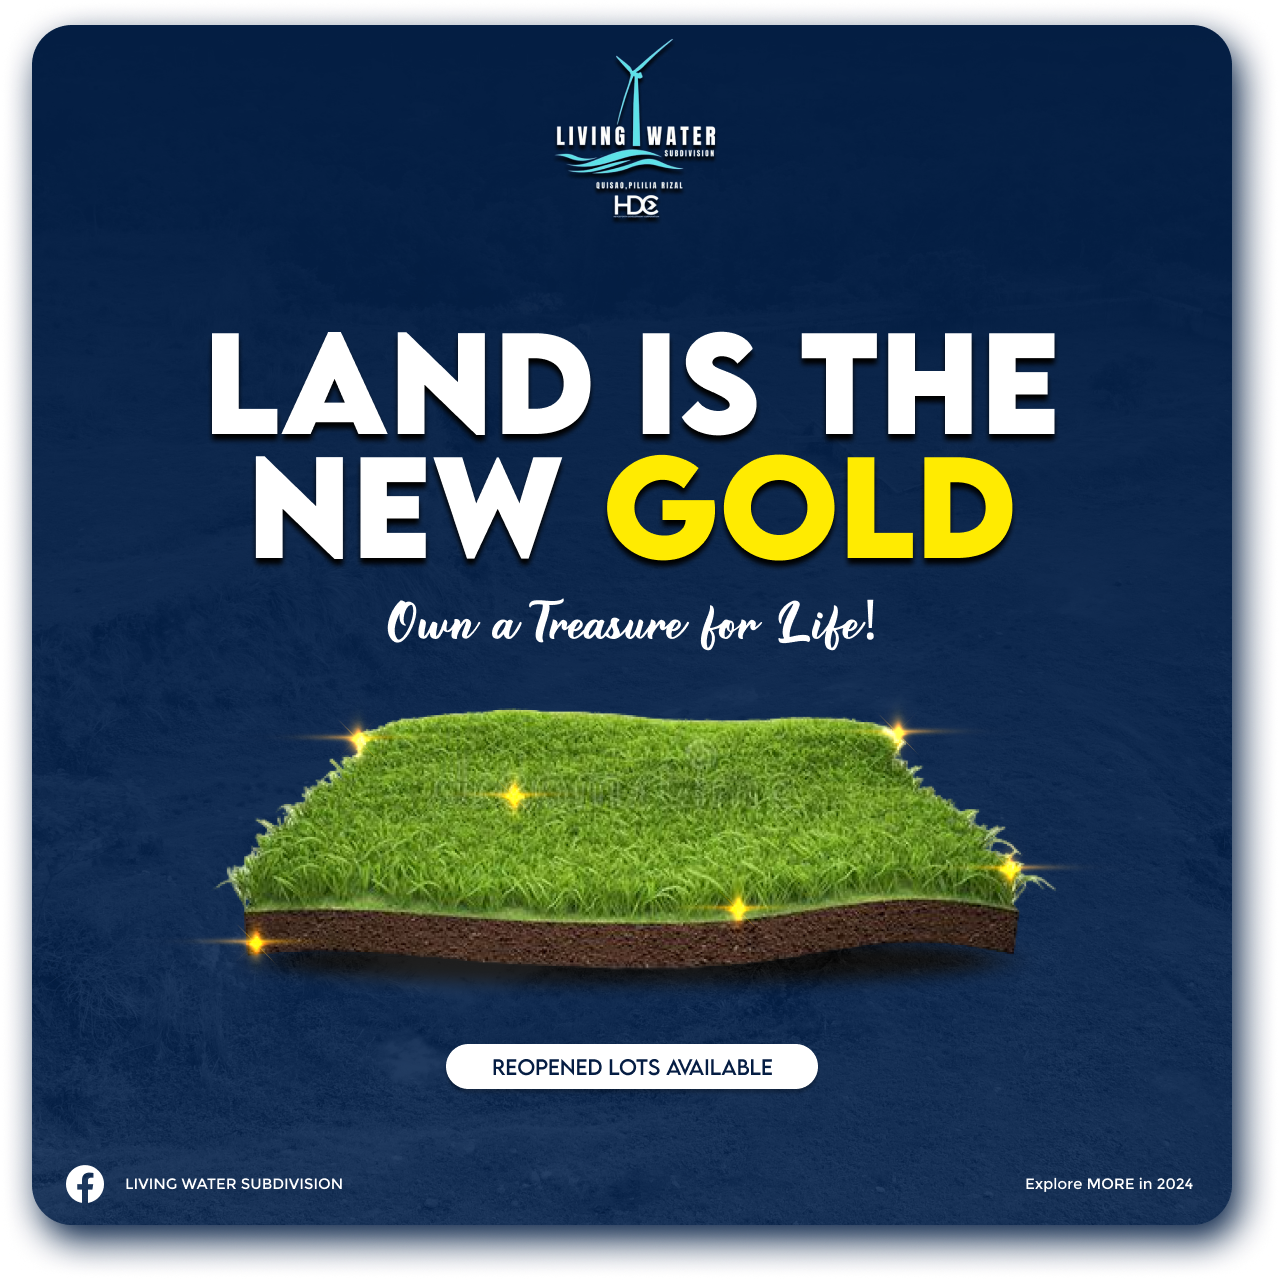 LIVING WATER
SUBDIVISION
QUISAO, PILILIA RIZAL
HDC
LAND IS THE
NEW GOLD
Own a Treasure for Life!
dreamstime
REOPENED LOTS AVAILABLE
LIVING WATER SUBDIVISION
Explore MORE in 2024